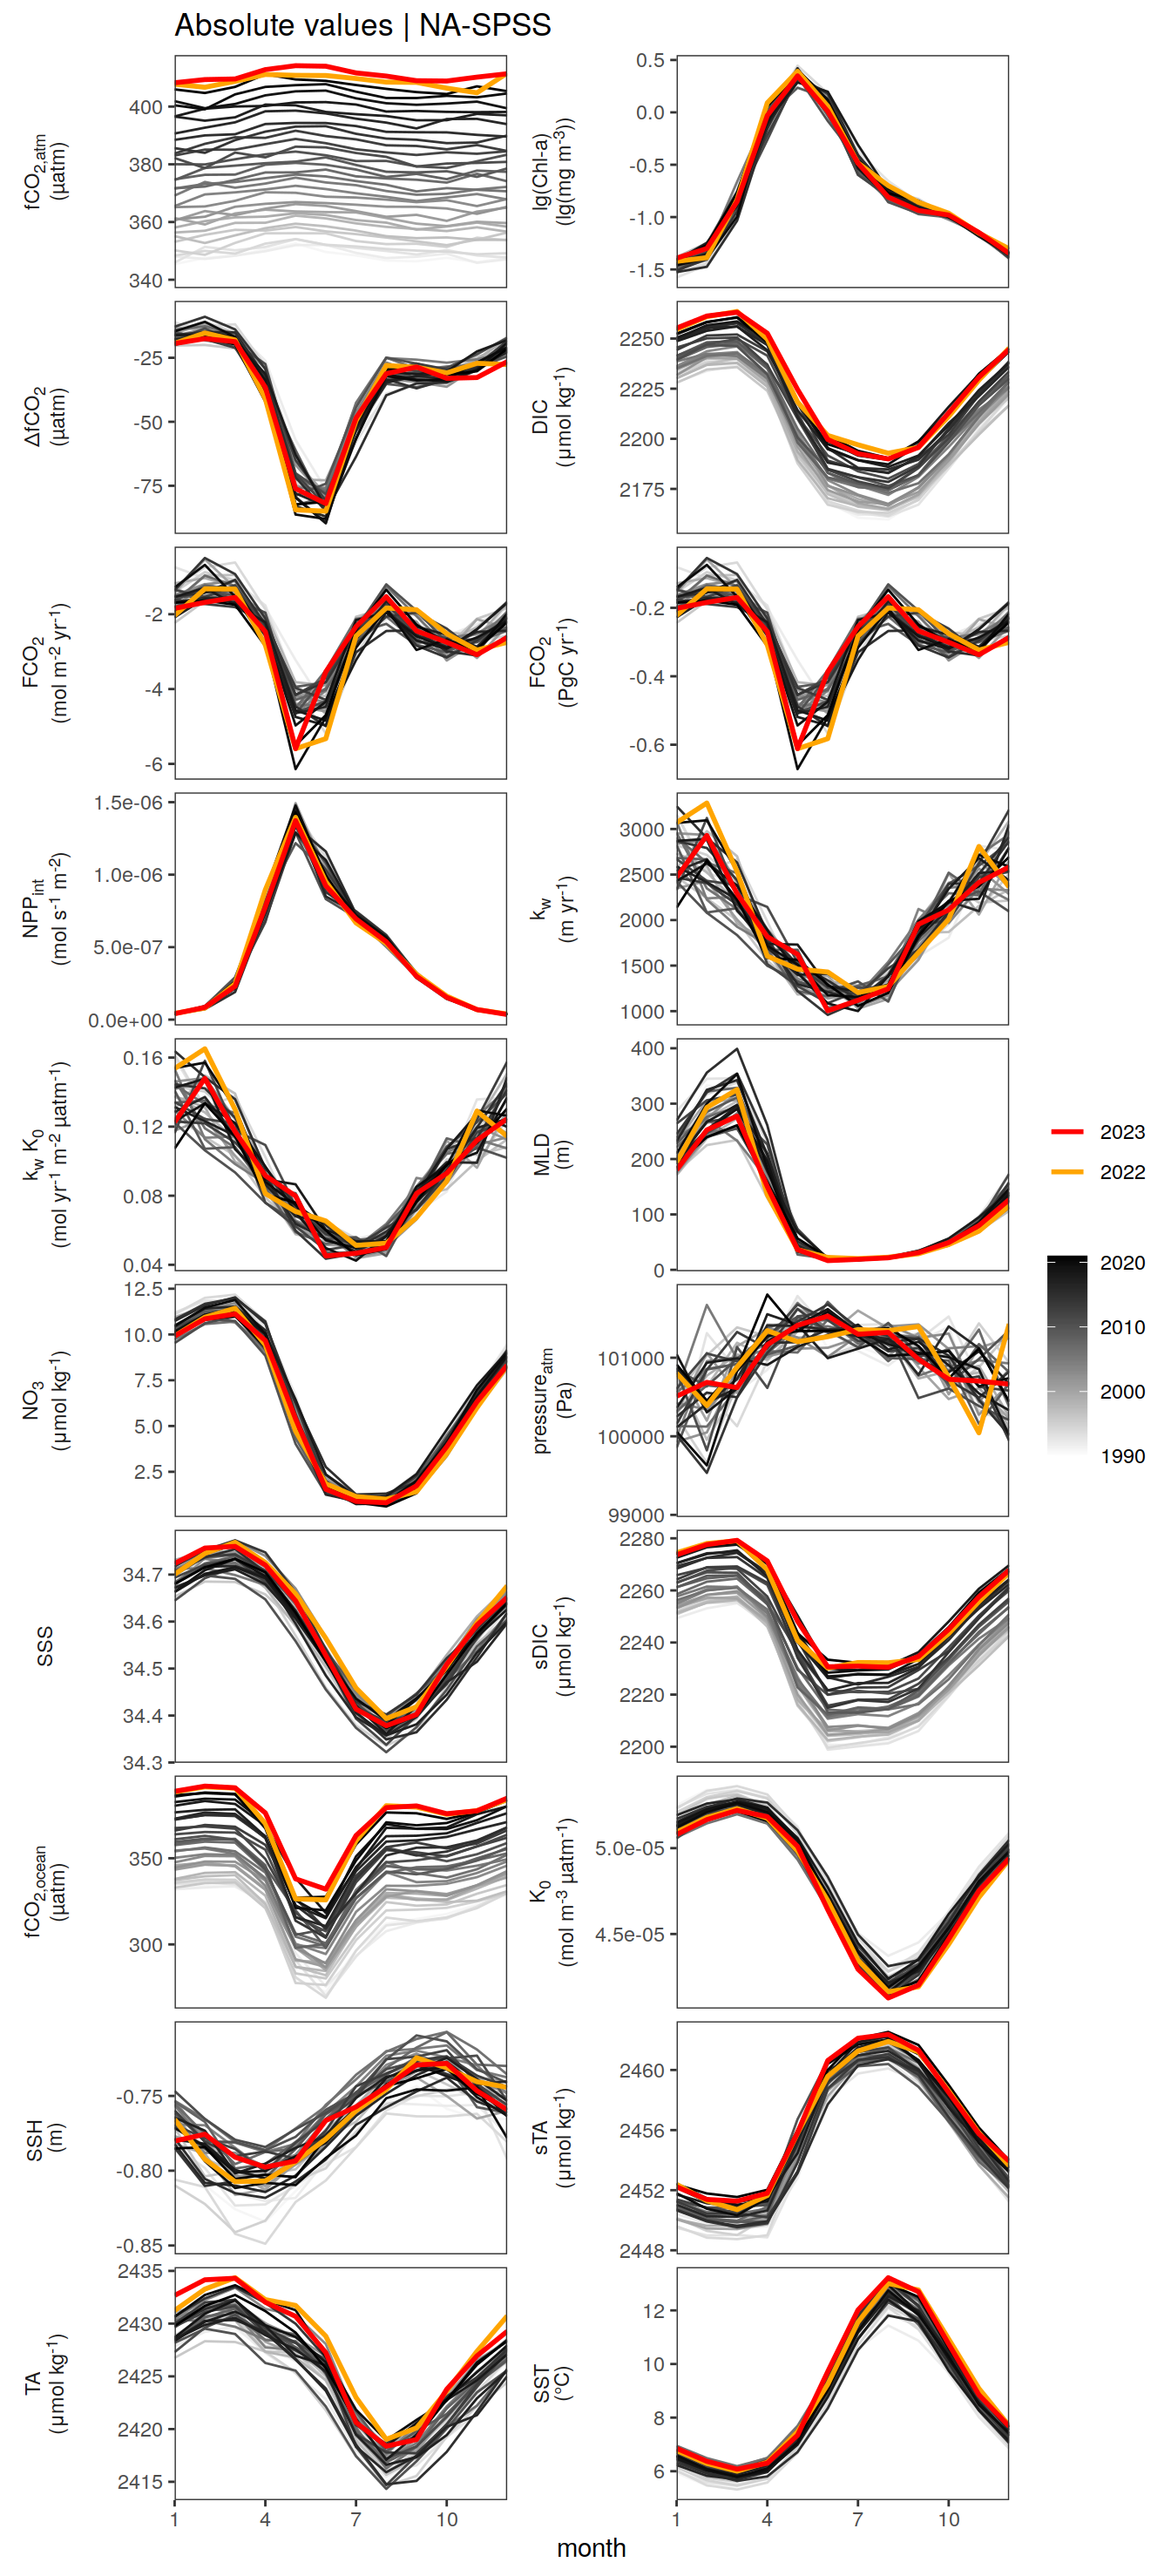 Absolute values | NA-SPSS
fCO2,atm
(µatm)
400
380
360
340
lg(Chl-a)
(lg(mg m-3))
0.5
0.0
-0.5
-1.0
-1.5
ΔfCO2
(µatm)
-25
-50
-75
DIC
(µmol kg-1)
2250
2225
2200
2175
FCO2
(mol m-2 yr-1)
-2
-4
-6
FCO2
(PgC yr-1)
-0.2
-0.4
-0.6
NPPint
(mol s-1 m-2)
1.5e-06
1.0e-06
5.0e-07
0.0e+00
kw
(m yr-1)
3000
2500
2000
1500
1000
kw K0
(mol yr-1 m-2 µatm-1)
0.16
0.12
0.08
0.04
MLD
(m)
400
300
200
100
0
2023
2022
2020
2010
2000
1990
NO3
(µmol kg-1)
12.5
10.0
7.5
5.0
2.5
pressureatm
(Pa)
101000
100000
99000
SSS
34.7
34.6
34.5
34.4
34.3
sDIC
(µmol kg-1)
2280
2260
2240
2220
2200
fCO2,ocean
(µatm)
350
300
K0
(mol m-3 µatm-1)
5.0e-05
4.5e-05
SSH
(m)
-0.75
-0.80
-0.85
sTA
(µmol kg-1)
2460
2456
2452
2448
TA
(µmol kg-1)
2435
2430
2425
2420
2415
SST
(°C)
12
10
8
6
1 4 7 10
1 4 7 10
month